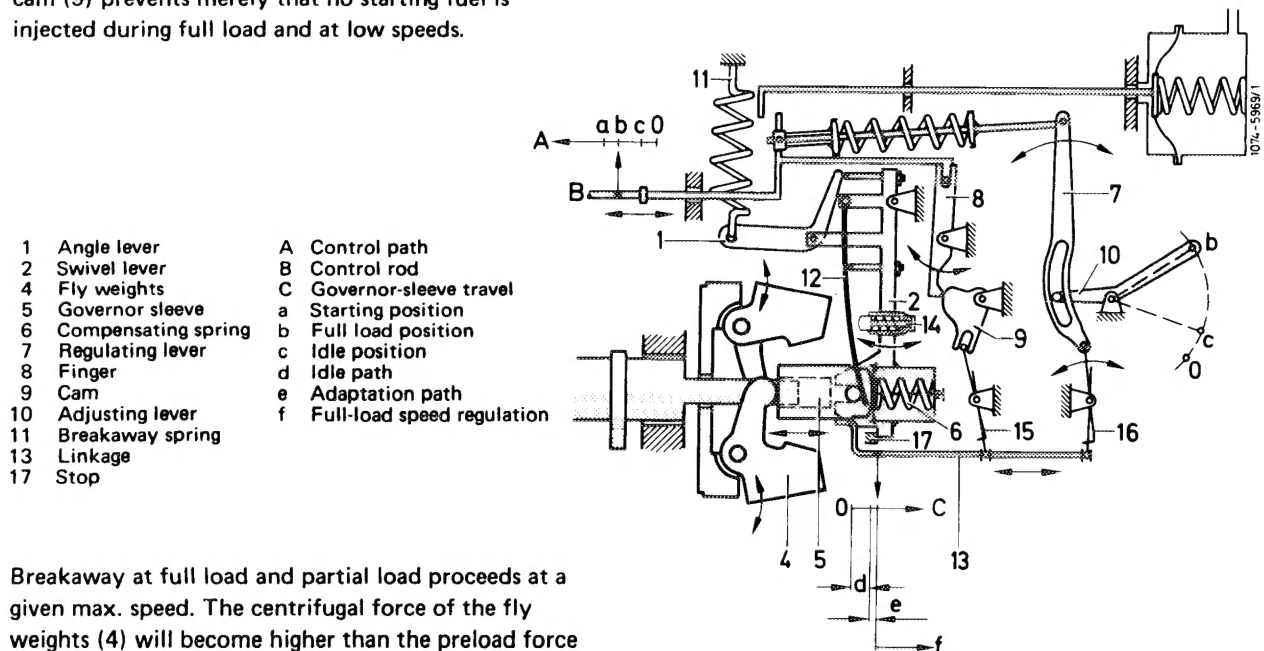 cam (9) prevents merely that no starting fuel is
injected during full load and at low speeds.
11
1074-5969/1
A
a b c 0
B
8
7
1
10
b
12
2
14
9
c
0
1 Angle lever
2 Swivel lever
4 Fly weights
5 Governor sleeve
6 Compensating spring
7 Regulating lever
8 Finger
9 Cam
10 Adjusting lever
11 Breakaway spring
13 Linkage
17 Stop
A Control path
B Control rod
C Governor-sleeve travel
a Starting position
b Full load position
c Idle position
d Idle path
e Adaptation path
f Full-load speed regulation
17
6
15
16
0
C
4
5
13
d
e
f
Breakaway at full load and partial load proceeds at a
given max. speed. The centrifugal force of the fly
weights (4) will become higher than the preload force